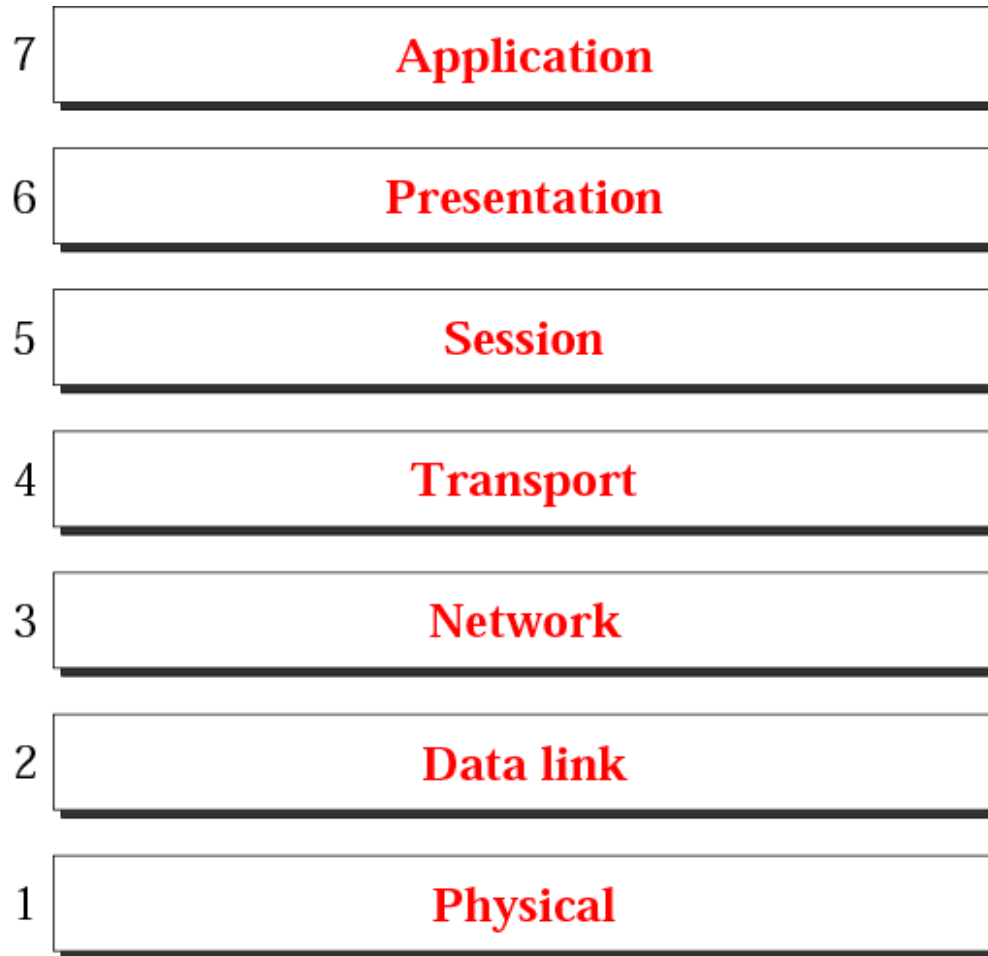 7 Application
6 Presentation
5 Session
4 Transport
3 Network
2 Data link
1 Physical